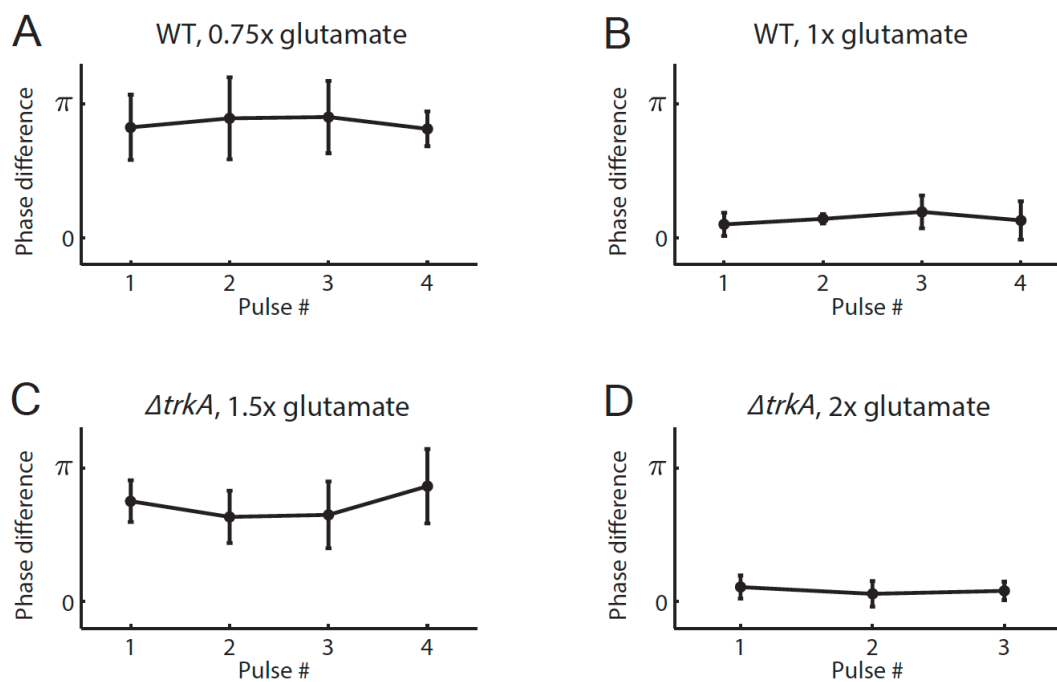 A
WT, 0.75x glutamate
Phase difference
π
0
1 2 3 4
Pulse #
B
WT, 1x glutamate
Phase difference
π
0
1 2 3 4
Pulse #
C
ΔtrkA, 1.5x glutamate
Phase difference
π
0
1 2 3 4
Pulse #
D
ΔtrkA, 2x glutamate
Phase difference
π
0
1 2 3
Pulse #